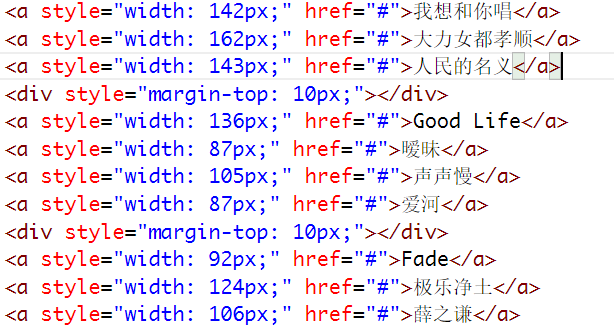 <a style="width: 142px;" href="#">我想和你唱</a>
<a style="width: 162px;" href="#">大力女都孝顺</a>
<a style="width: 143px;" href="#">人民的名义</a>
<div style="margin-top: 10px;"></div>
<a style="width: 136px;" href="#">Good Life</a>
<a style="width: 87px;" href="#">暧昧</a>
<a style="width: 105px;" href="#">声声慢</a>
<a style="width: 87px;" href="#">爱河</a>
<div style="margin-top: 10px;"></div>
<a style="width: 92px;" href="#">Fade</a>
<a style="width: 124px;" href="#">极乐净土</a>
<a style="width: 106px;" href="#">薛之谦</a>